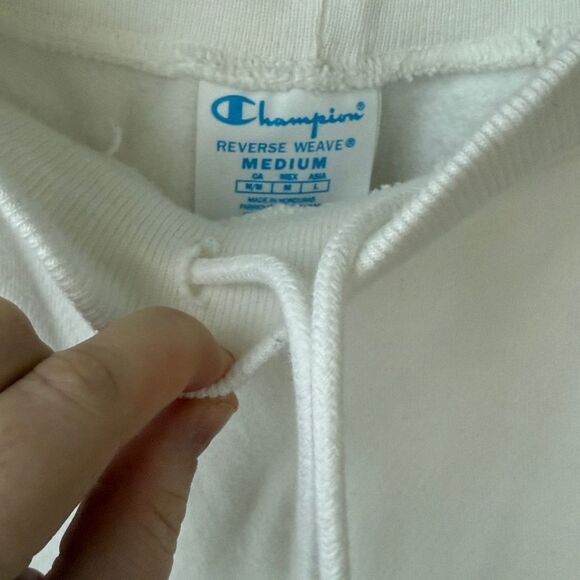 Champion®
REVERSE WEAVE®
MEDIUM
CA MEX ASIA
M/M M L
MADE IN HONDURAS